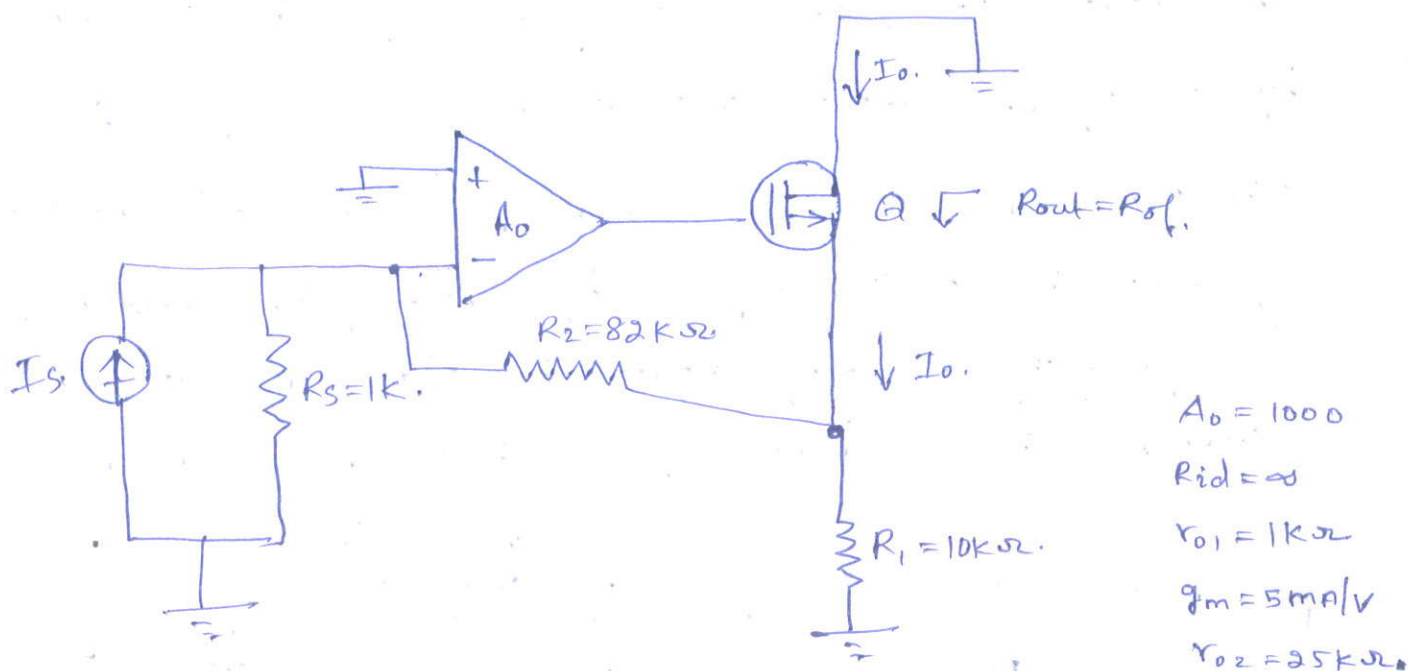 Io.
+
Ao
-
Q Rout=Rof.
R2=82KΩ.
Is.
Rs=1K.
Io.
R1=10KΩ.
Ao=1000
Rid=∞
ro1=1KΩ
gm=5mA/V
ro2=25KΩ.